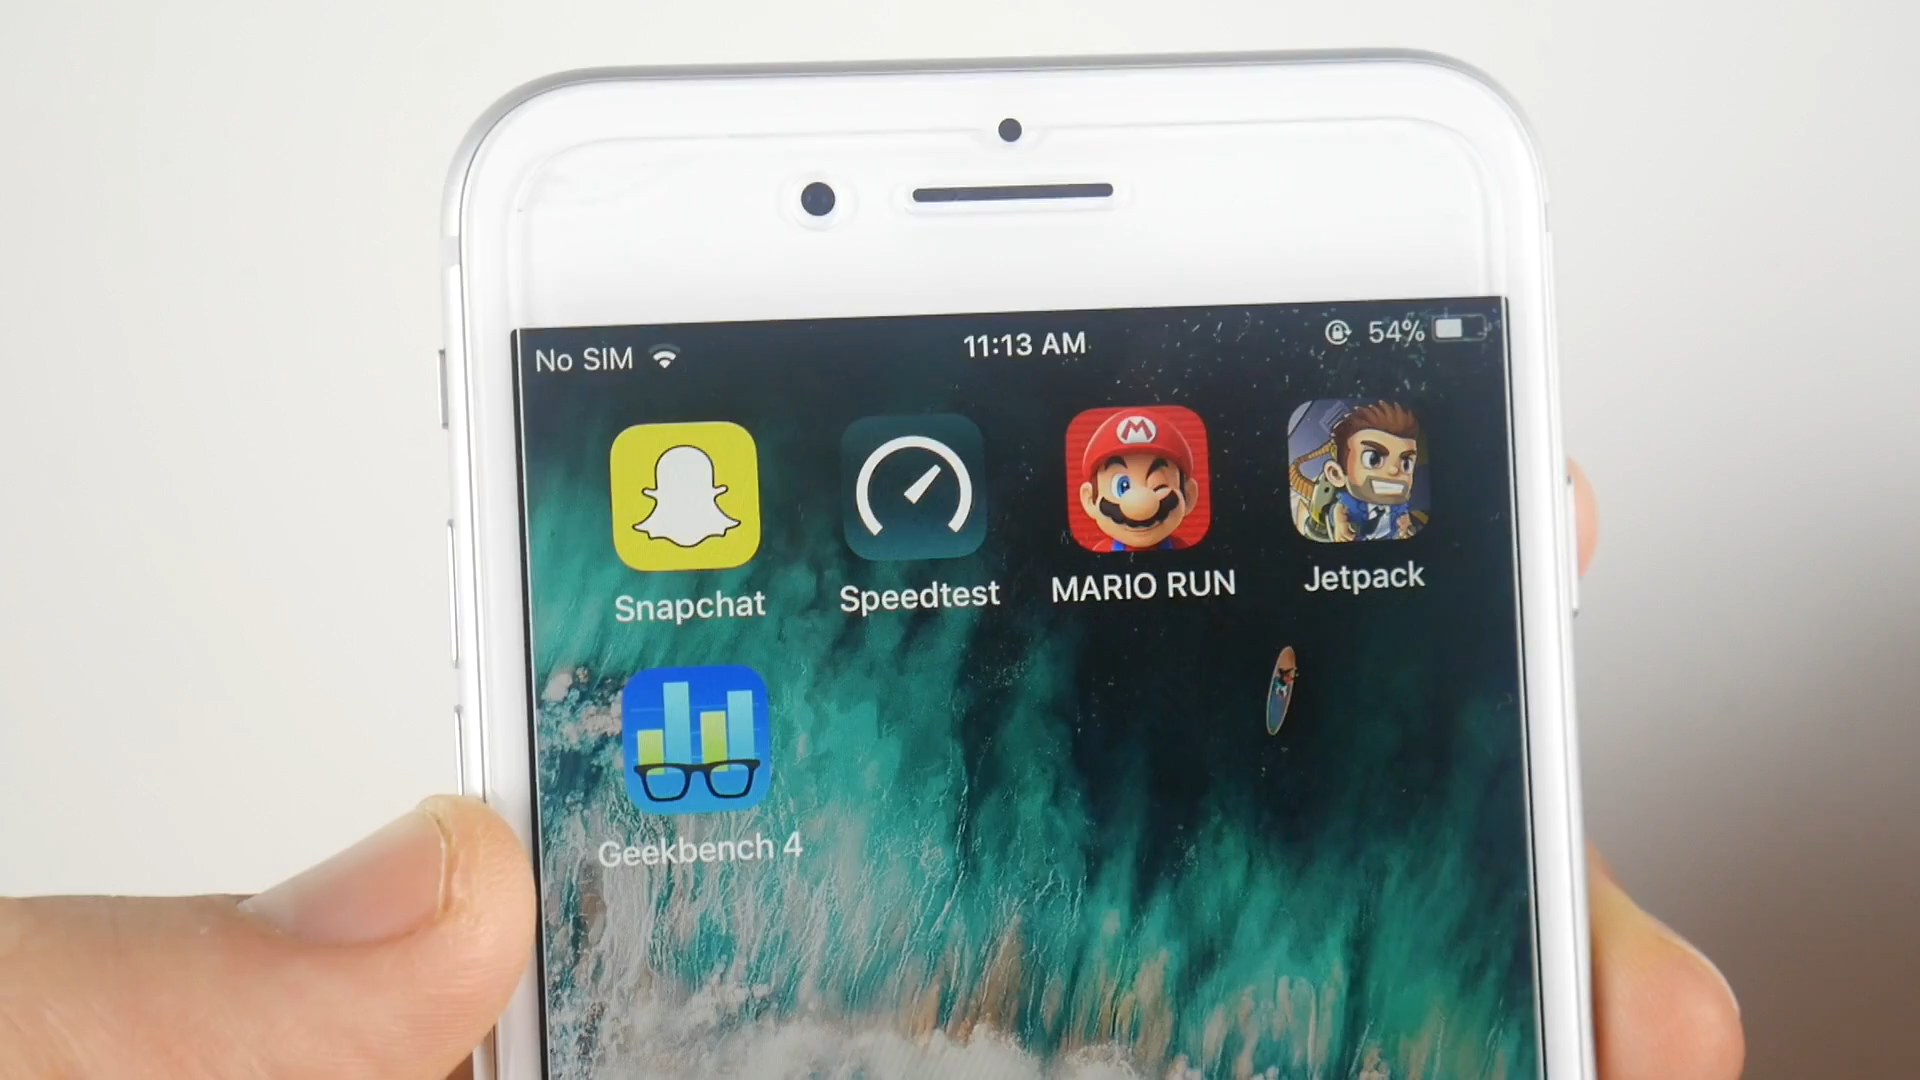 No SIM 11:13 AM 54%
Snapchat Speedtest MARIO RUN Jetpack
Geekbench 4